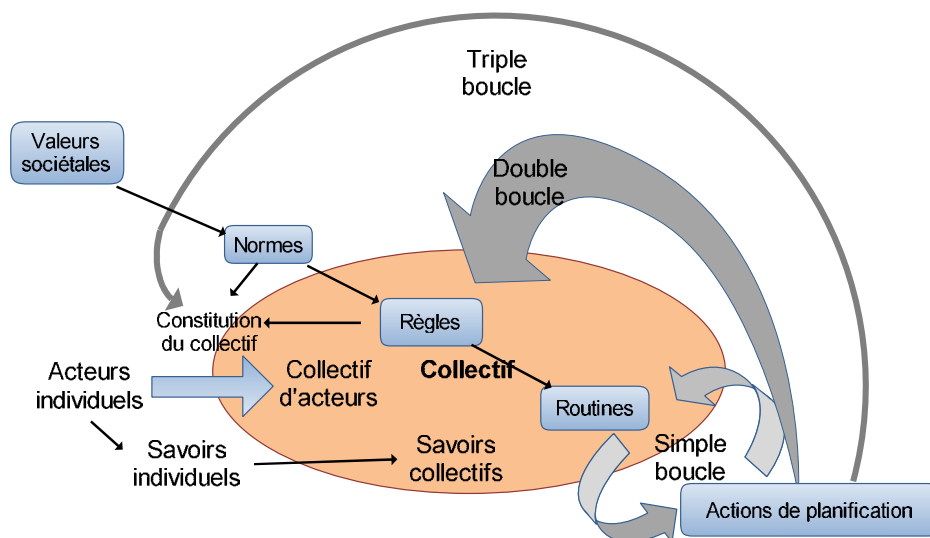 Triple
boucle
Valeurs
sociétales
Double
boucle
Normes
Constitution
du collectif
Règles
Acteurs
individuels
Collectif
d'acteurs
Collectif
Routines
Savoirs
individuels
Savoirs
collectifs
Simple
boucle
Actions de planification